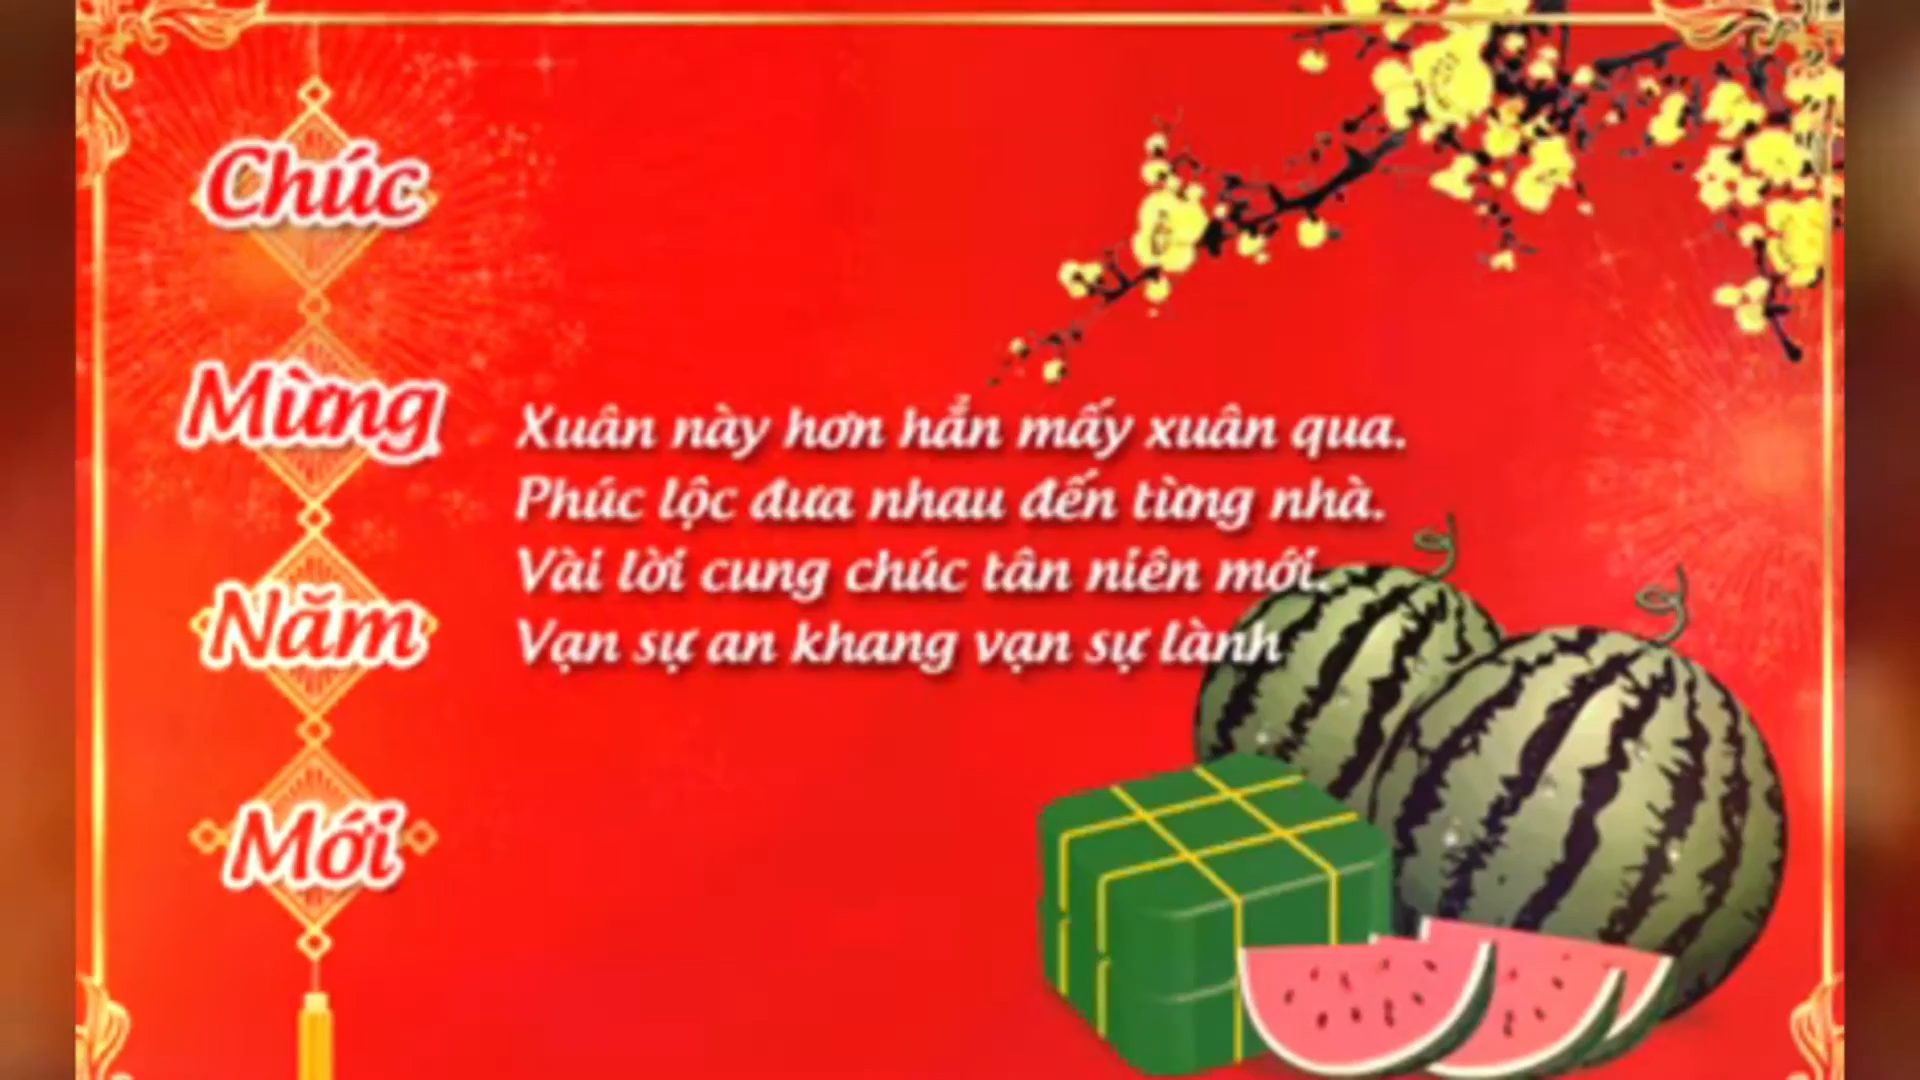 Chúc
Mừng
Năm
Mới
Xuân này hơn hẳn mấy xuân qua.
Phúc lộc đưa nhau đến từng nhà.
Vài lời cung chúc tân niên mới.
Vạn sự an khang vạn sự lành